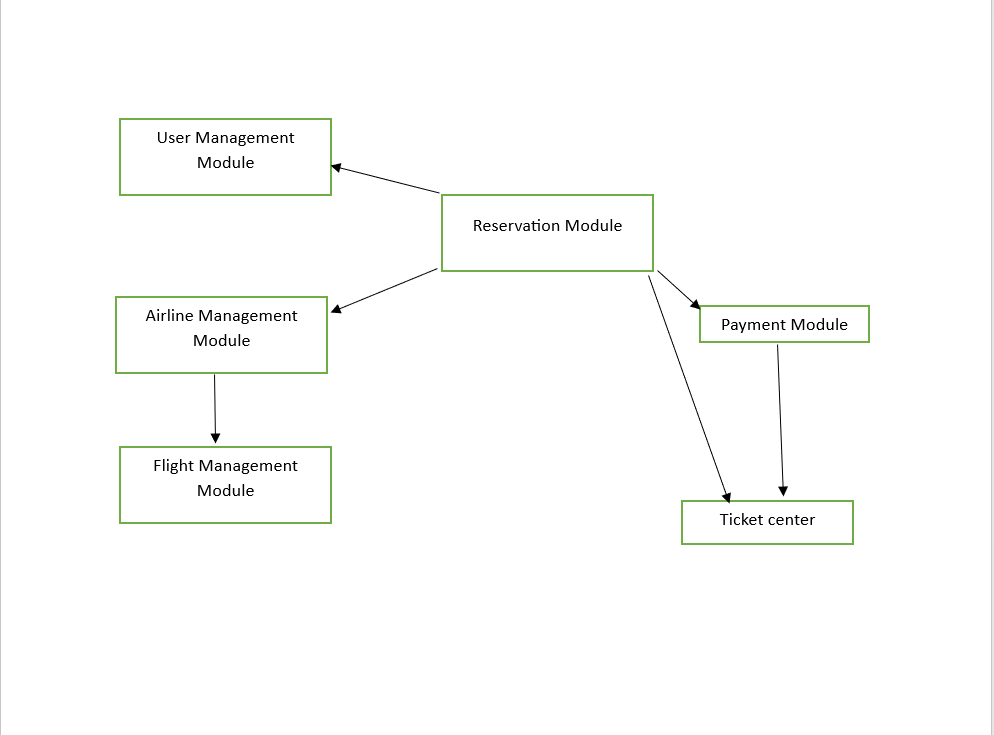 User Management
Module
Reservation Module
Airline Management
Module
Payment Module
Flight Management
Module
Ticket center